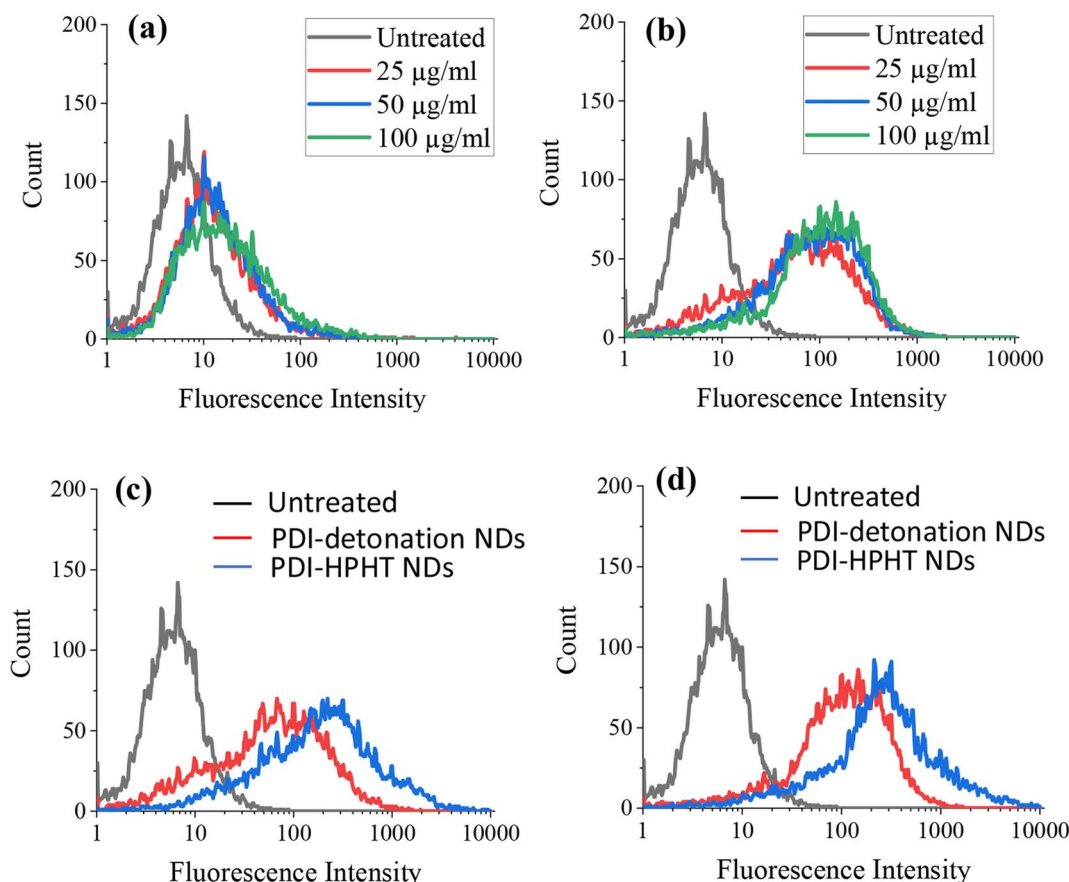 (a)
Untreated
25 µg/ml
50 µg/ml
100 µg/ml
200
150
100
50
0
Count
1 10 100 1000 10000
Fluorescence Intensity
(b)
Untreated
25 µg/ml
50 µg/ml
100 µg/ml
200
150
100
50
0
Count
1 10 100 1000 10000
Fluorescence Intensity
(c)
Untreated
PDI-detonation NDs
PDI-HPHT NDs
200
150
100
50
0
Count
1 10 100 1000 10000
Fluorescence Intensity
(d)
Untreated
PDI-detonation NDs
PDI-HPHT NDs
200
150
100
50
0
Count
1 10 100 1000 10000
Fluorescence Intensity